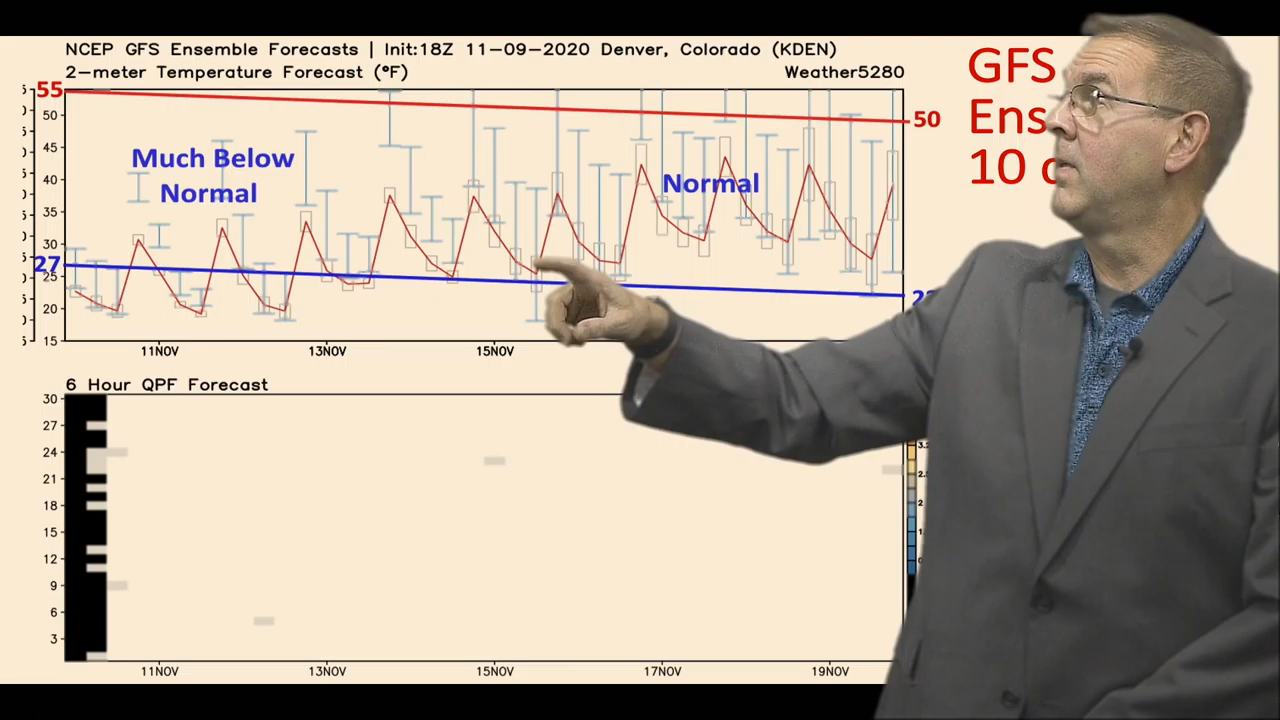 NCEP GFS Ensemble Forecasts | Init:18Z 11-09-2020 Denver, Colorado (KDEN)
2-meter Temperature Forecast (°F)
Weather5280
GFS
10
55
50
45
40
35
30
25
20
15
27
50
Much Below
Normal
Normal
11NOV
13NOV
15NOV
6 Hour QPF Forecast
30
27
24
21
18
15
12
9
6
3
11NOV
13NOV
15NOV
17NOV
19NOV